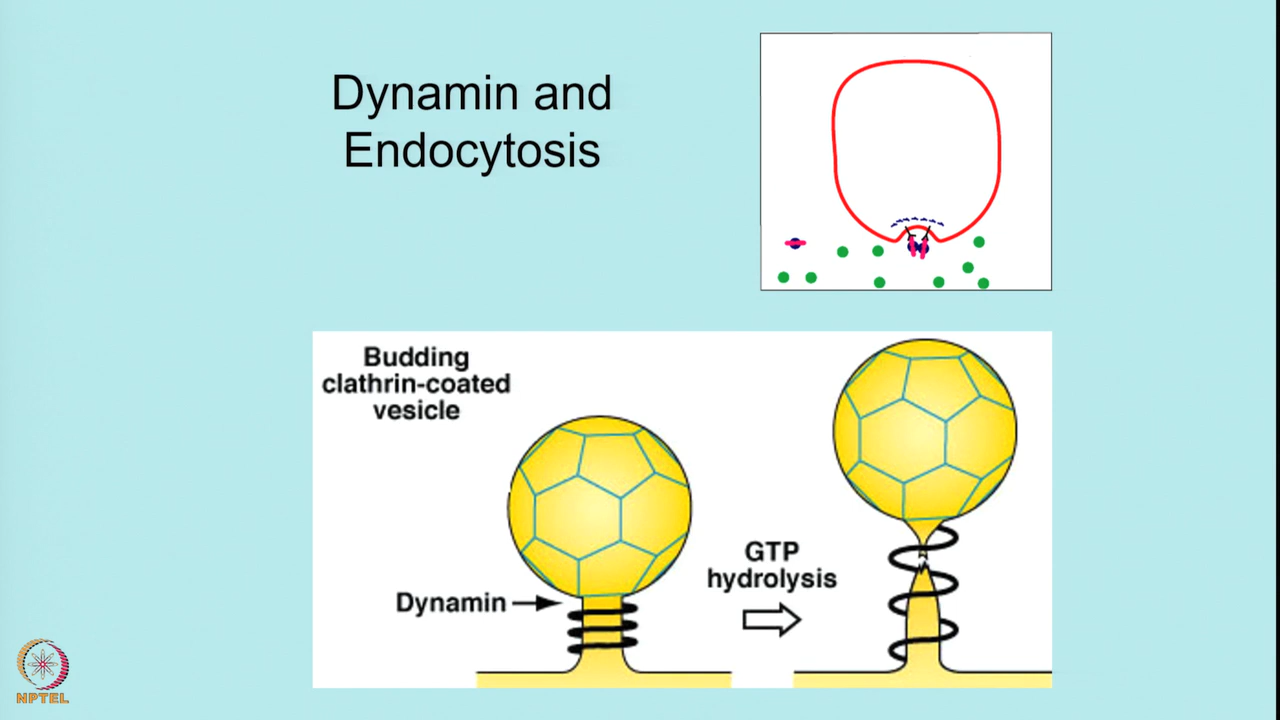 Dynamin and
Endocytosis
Budding
clathrin-coated
vesicle
Dynamin
GTP
hydrolysis
NPTEL